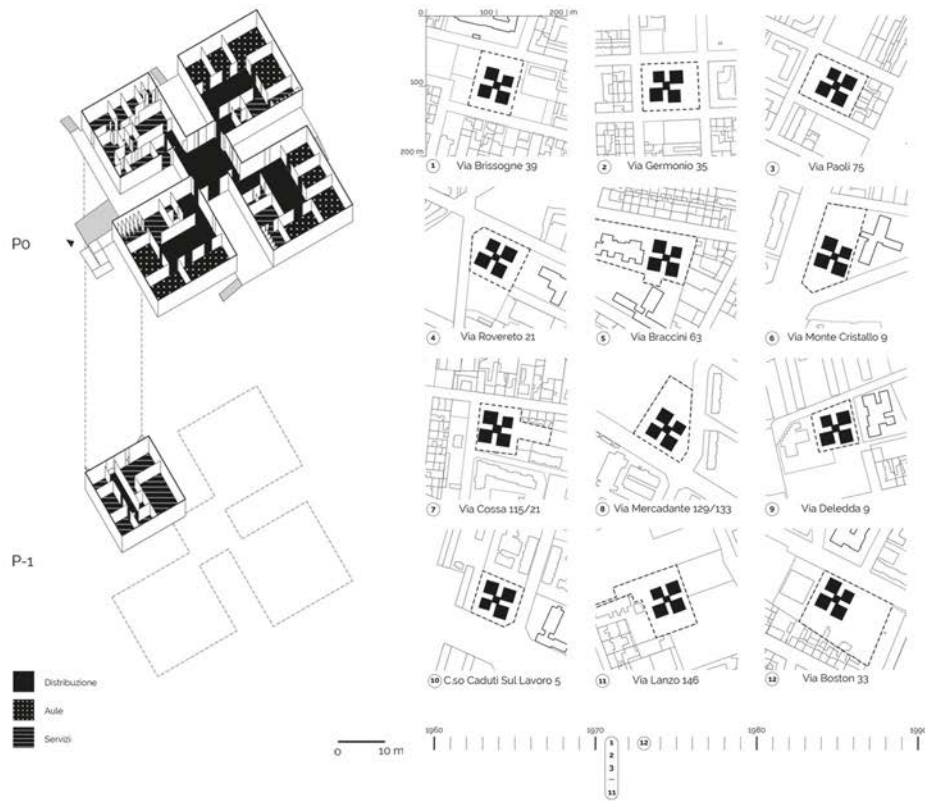 0 100 200 m
100
200 m
1 Via Brissogne 39
2 Via Germonio 35
3 Via Paoli 75
P0
4 Via Rovereto 21
5 Via Braccini 63
6 Via Monte Cristallo 9
7 Via Cossa 115/21
8 Via Mercadante 129/133
9 Via Deledda 9
P-1
10 C.so Caduti Sul Lavoro 5
11 Via Lanzo 146
12 Via Boston 33
Distribuzione
Aule
Servizi
0 10 m
1960 1970 1980 1990
1 12
2
3
...
11